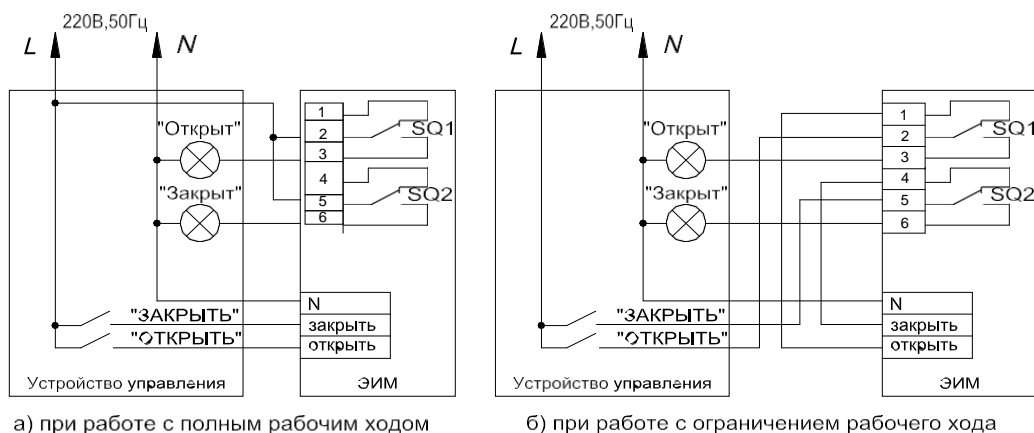 220В,50Гц
L
N
"Открыт"
"Закрыт"
1
2
3
4
5
6
SQ1
SQ2
N
"ЗАКРЫТЬ"
закрыть
"ОТКРЫТЬ"
открыть
Устройство управления
ЭИМ
а) при работе с полным рабочим ходом
220В,50Гц
L
N
"Открыт"
"Закрыт"
1
2
3
4
5
6
SQ1
SQ2
N
"ЗАКРЫТЬ"
закрыть
"ОТКРЫТЬ"
открыть
Устройство управления
ЭИМ
б) при работе с ограничением рабочего хода